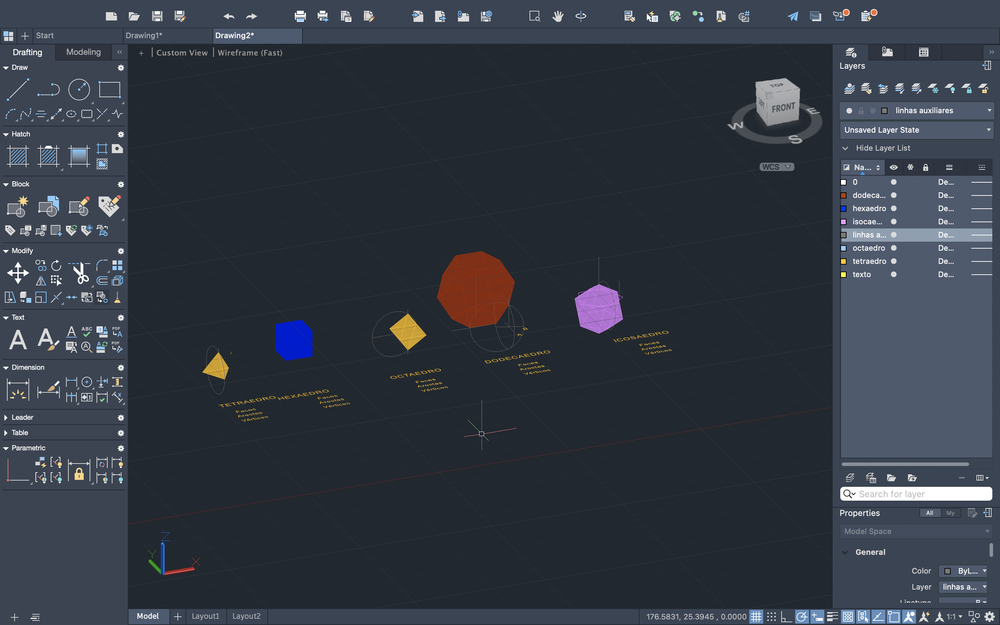 Start
Drawing1*
Drawing2*
Drafting
Modeling
+ | Custom View | Wireframe (Fast)
Draw
Hatch
Block
Modify
Text
ABC
PDF
PDF
Dimension
Leader
Table
Parametric
TOP
LEFT
FRONT
W
S
E
WCS
TETRAEDRO
Faces
Arestas
Vértices
HEXAEDRO
Faces
Arestas
Vértices
OCTAEDRO
Faces
Arestas
Vértices
A B
DODECAEDRO
Faces
Arestas
Vértices
ICOSAEDRO
Faces
Arestas
Vértices
Z
Y
X
Layers
linhas auxiliares
Unsaved Layer State
Hide Layer List
Na...
0 De...
dodeca... De...
hexaedro De...
isocae... De...
linhas a... De...
octaedro De...
tetraedro De...
texto De...
Search for layer
Properties
All
My
Model Space
General
Color ByL...
Layer linhas a...
Model
Layout1
Layout2
176.5831, 25.3945 , 0.0000
1:1